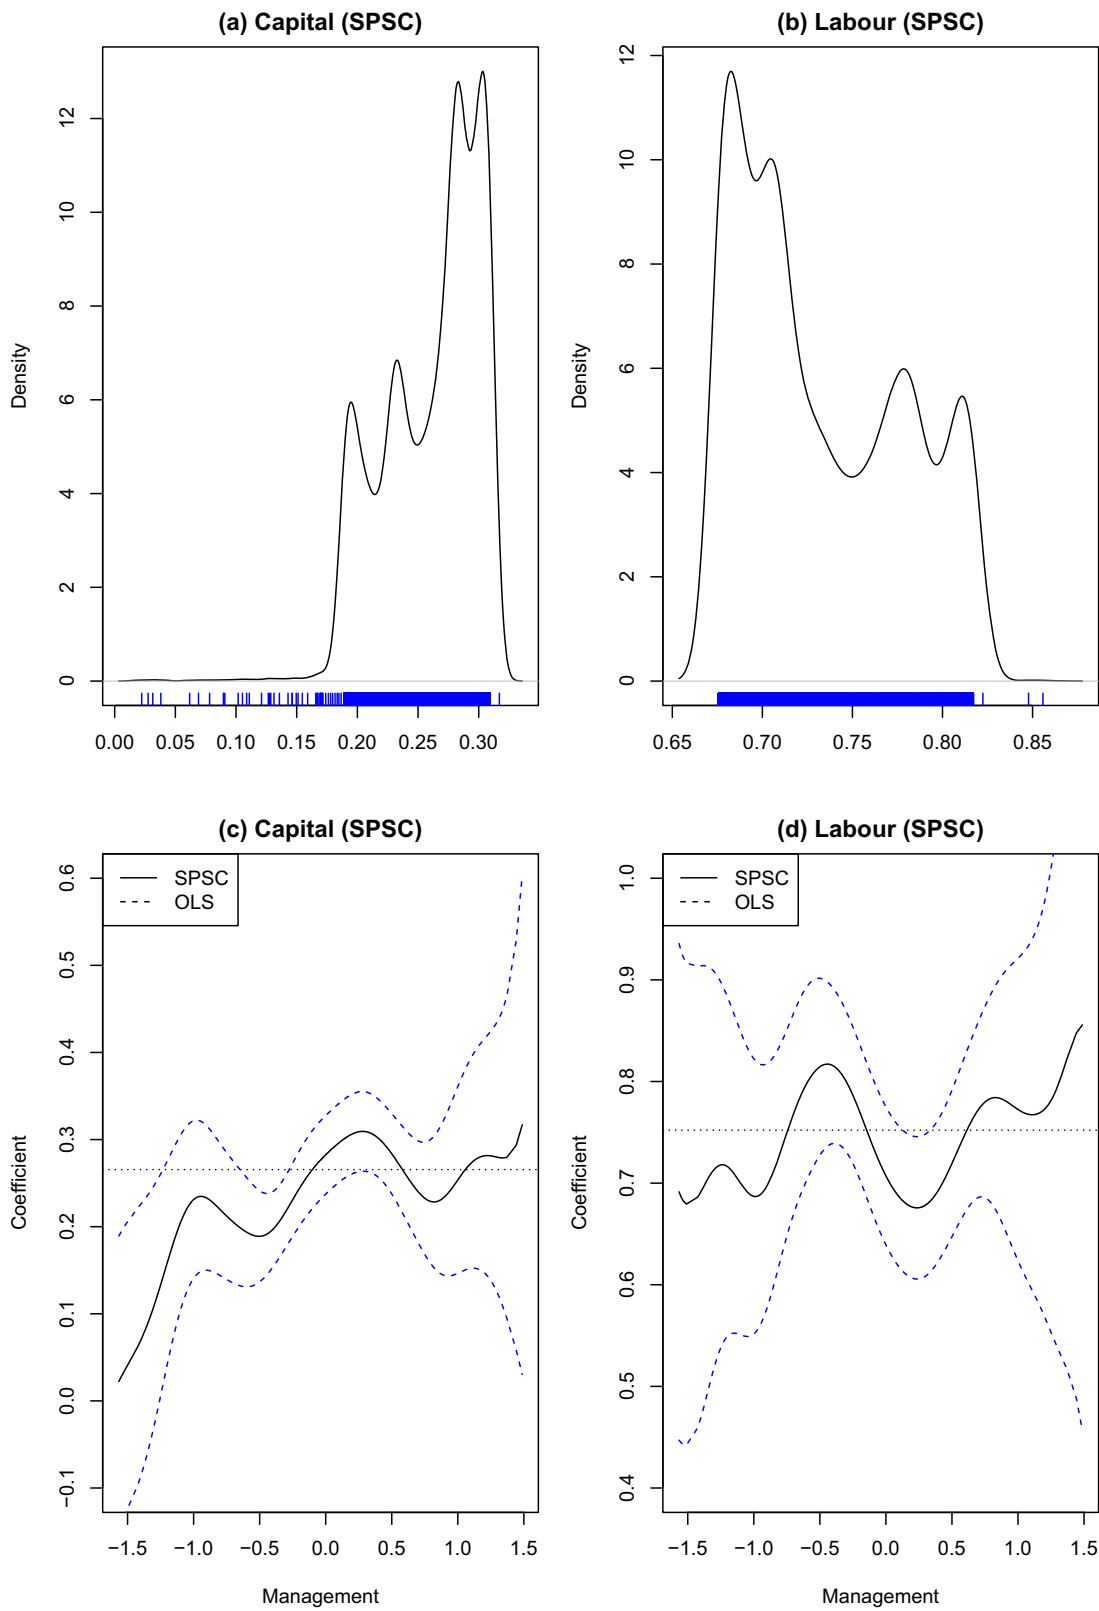 (a) Capital (SPSC)
Density
12
10
8
6
4
2
0
0.00 0.05 0.10 0.15 0.20 0.25 0.30
(b) Labour (SPSC)
Density
12
10
8
6
4
2
0
0.65 0.70 0.75 0.80 0.85
(c) Capital (SPSC)
SPSC
OLS
Coefficient
0.6
0.5
0.4
0.3
0.2
0.1
0.0
−0.1
−1.5 −1.0 −0.5 0.0 0.5 1.0 1.5
Management
(d) Labour (SPSC)
SPSC
OLS
Coefficient
1.0
0.9
0.8
0.7
0.6
0.5
0.4
−1.5 −1.0 −0.5 0.0 0.5 1.0 1.5
Management